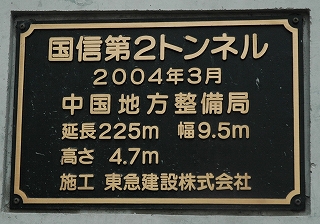 国信第2トンネル
2004年3月
中国地方整備局
延長225m 幅9.5m
高さ 4.7m
施工 東急建設株式会社